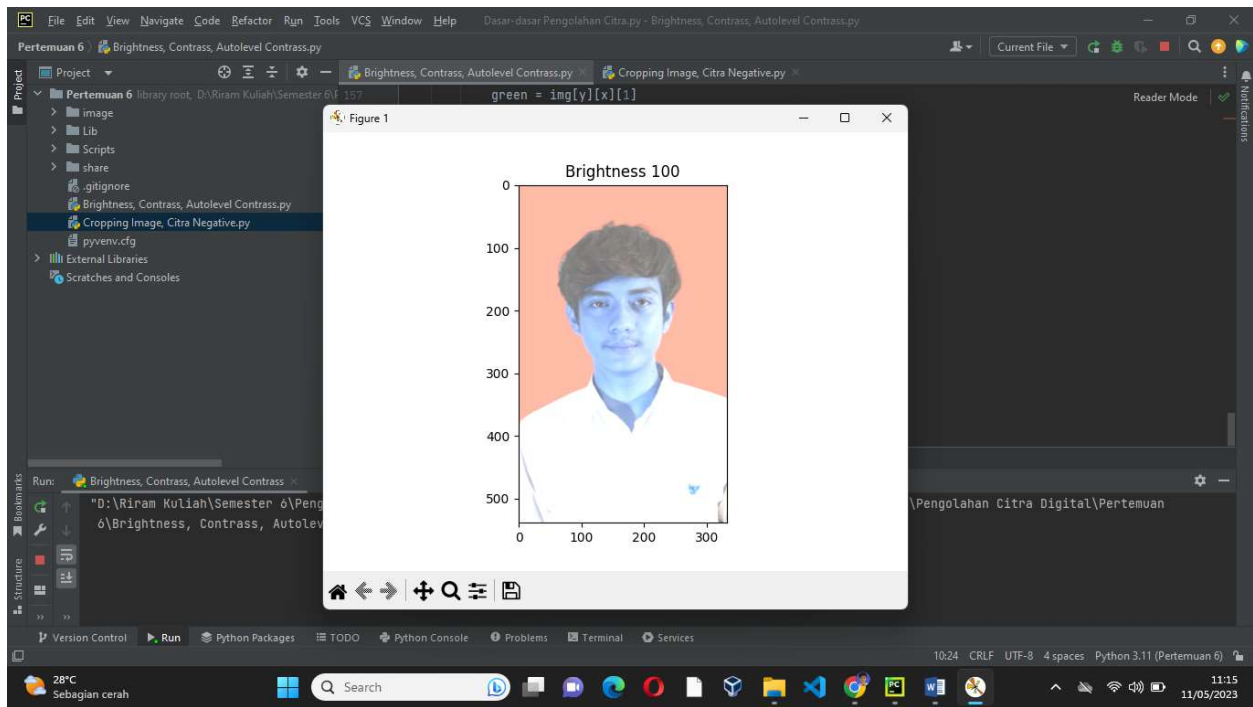 File Edit View Navigate Code Refactor Run Tools VCS Window Help Dasar-dasar Pengolahan Citra.py - Brightness, Contrass, Autolevel Contrass.py
Pertemuan 6 Brightness, Contrass, Autolevel Contrass.py Current File
Project Brightness, Contrass, Autolevel Contrass.py Cropping Image, Citra Negative.py
Project
Pertemuan 6 library root, D:\Riram Kuliah\Semester 6\ 157 green = img[y][x][1] Reader Mode
Notifications
image
Lib
Scripts
share
.gitignore
Brightness, Contrass, Autolevel Contrass.py
Cropping Image, Citra Negative.py
pyvenv.cfg
External Libraries
Scratches and Consoles
Figure 1
Brightness 100
0
100
200
300
400
500
0 100 200 300
Run: Brightness, Contrass, Autolevel Contrass
"D:\Riram Kuliah\Semester 6\Peng \Pengolahan Citra Digital\Pertemuan
6\Brightness, Contrass, Autolev
Bookmarks
Structure
Version Control Run Python Packages TODO Python Console Problems Terminal Services
10:24 CRLF UTF-8 4 spaces Python 3.11 (Pertemuan 6)
28°C
Sebagian cerah
Search
11:15
11/05/2023